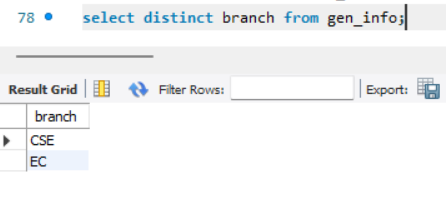 78 select distinct branch from gen_info;
Result Grid Filter Rows: Export:
branch
CSE
EC